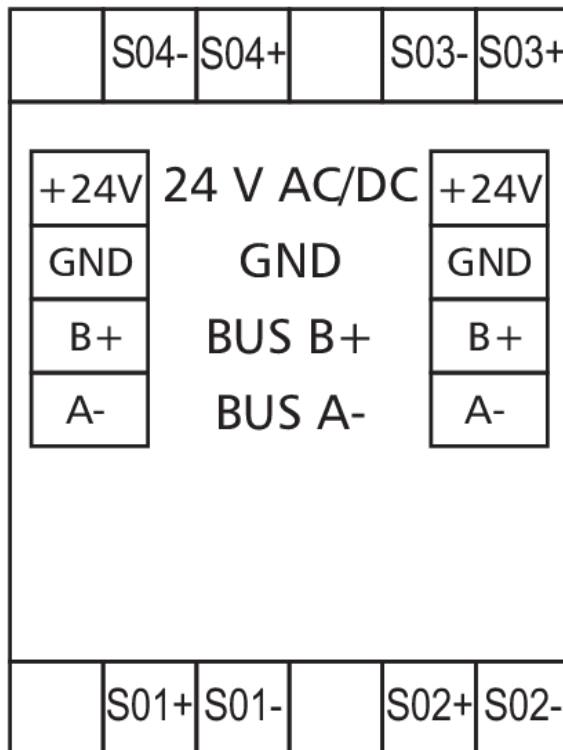 S04- S04+ S03- S03+
+24V 24 V AC/DC +24V
GND GND GND
B+ BUS B+ B+
A- BUS A- A-
S01+ S01- S02+ S02-